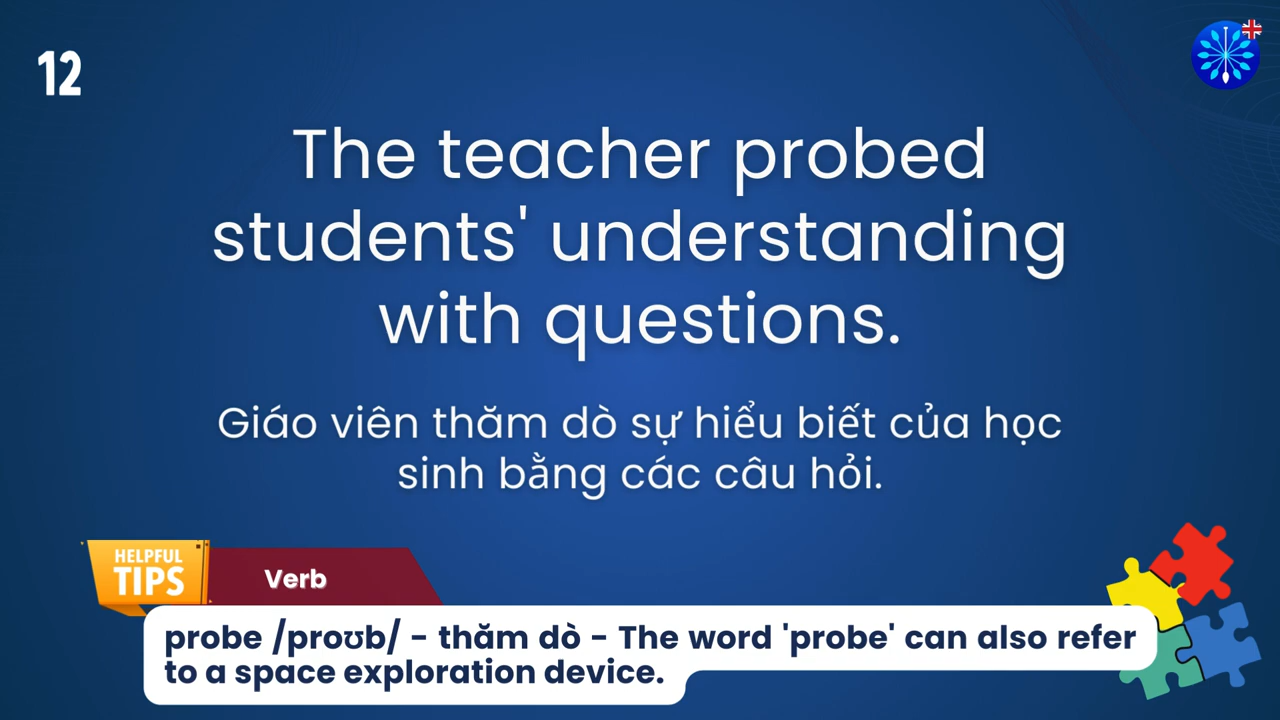 12
The teacher probed
students' understanding
with questions.
Giáo viên thăm dò sự hiểu biết của học
sinh bằng các câu hỏi.
HELPFUL
TIPS
Verb
probe /proʊb/ - thăm dò - The word 'probe' can also refer
to a space exploration device.